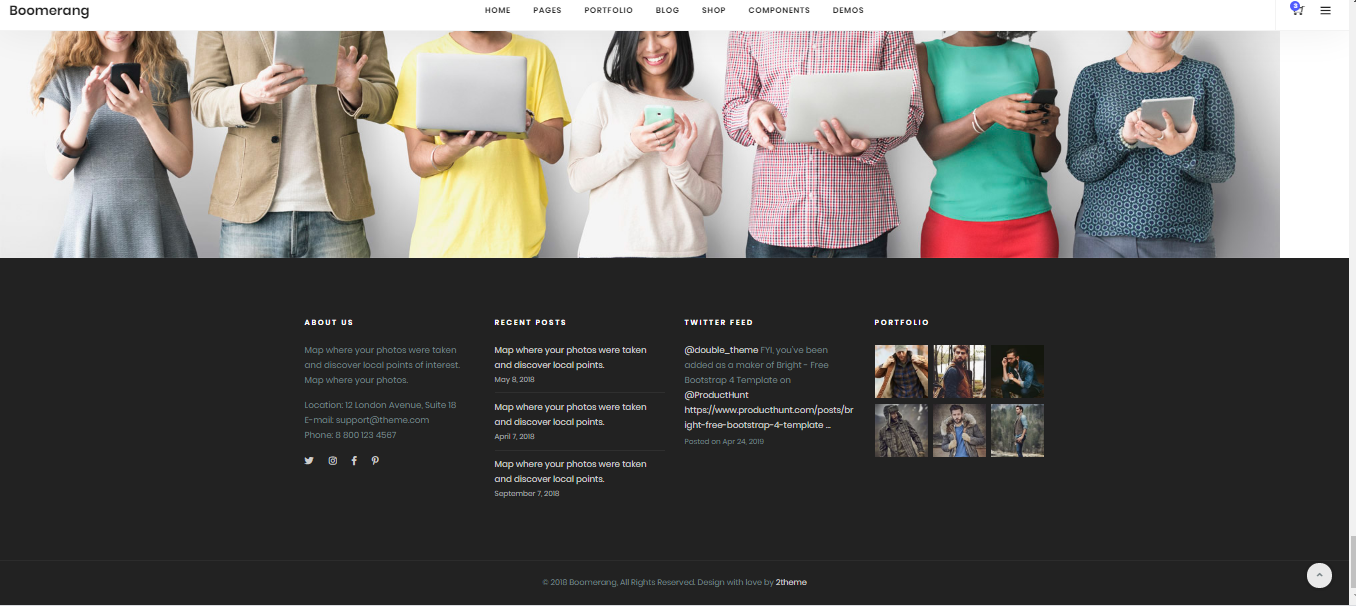 Boomerang
HOME PAGES PORTFOLIO BLOG SHOP COMPONENTS DEMOS
3
ABOUT US
Map where your photos were taken
and discover local points of interest.
Map where your photos.
Location: 12 London Avenue, Suite 18
E-mail: support@theme.com
Phone: 8 800 123 4567
RECENT POSTS
Map where your photos were taken
and discover local points.
May 8, 2018
Map where your photos were taken
and discover local points.
April 7, 2018
Map where your photos were taken
and discover local points.
September 7, 2018
TWITTER FEED
@double_theme FYI, you've been
added as a maker of Bright - Free
Bootstrap 4 Template on
@ProductHunt
https://www.producthunt.com/posts/br
ight-free-bootstrap-4-template ...
Posted on Apr 24, 2019
PORTFOLIO
© 2018 Boomerang, All Rights Reserved. Design with love by 2theme